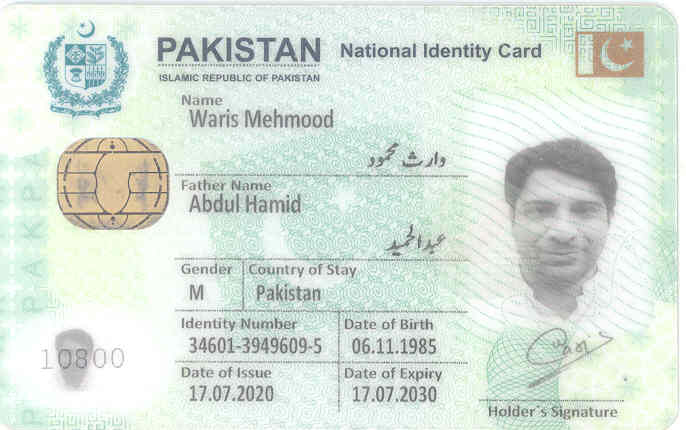 PAKISTAN National Identity Card
ISLAMIC REPUBLIC OF PAKISTAN
Name
Waris Mehmood
وارث محمود
Father Name
Abdul Hamid
عبدالحمید
Gender Country of Stay
M Pakistan
Identity Number Date of Birth
34601-3949609-5 06.11.1985
Date of Issue Date of Expiry
17.07.2020 17.07.2030
10800
Holder's Signature